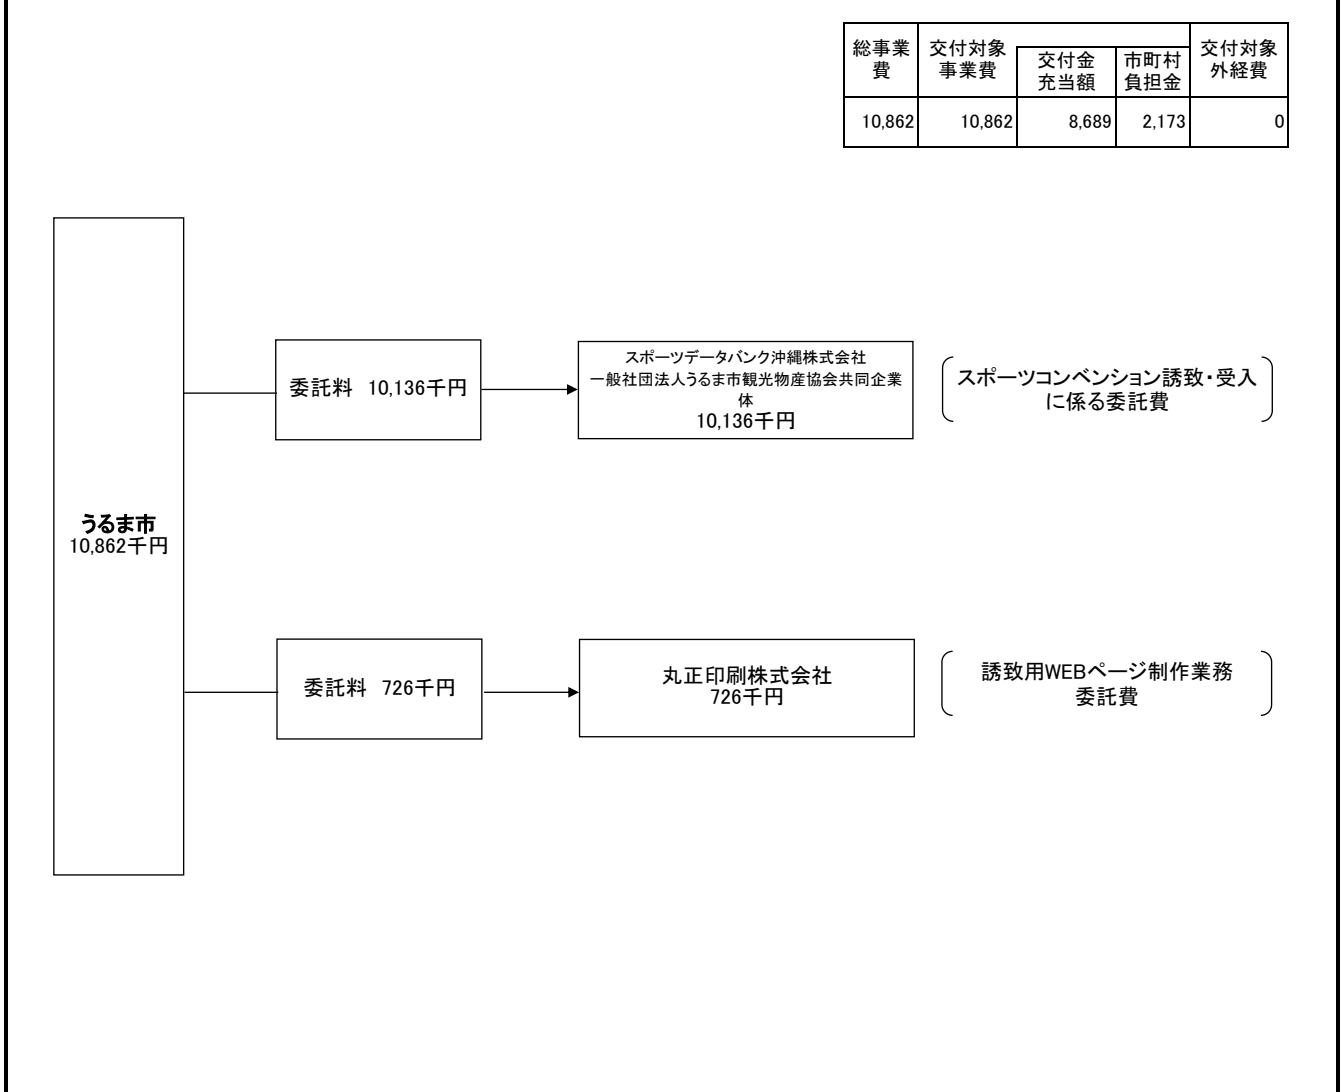 総事業
費
交付対象
事業費
交付金
充当額
市町村
負担金
交付対象
外経費
10,862
10,862
8,689
2,173
0
うるま市
10,862千円
委託料 10,136千円
スポーツデータバンク沖縄株式会社
一般社団法人うるま市観光物産協会共同企業
体
10,136千円
スポーツコンベンション誘致・受入
に係る委託費
委託料 726千円
丸正印刷株式会社
726千円
誘致用WEBページ制作業務
委託費